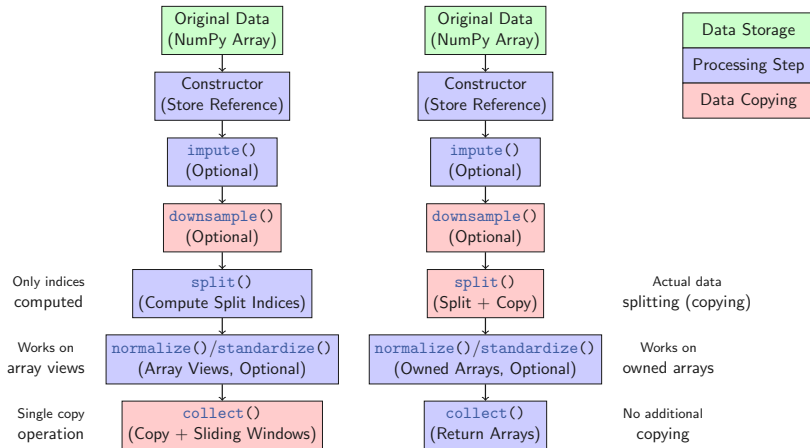 Original Data
(NumPy Array)
Constructor
(Store Reference)
impute()
(Optional)
downsample()
(Optional)
Only indices
computed
split()
(Compute Split Indices)
Works on
array views
normalize()/standardize()
(Array Views, Optional)
Single copy
operation
collect()
(Copy + Sliding Windows)
Original Data
(NumPy Array)
Constructor
(Store Reference)
impute()
(Optional)
downsample()
(Optional)
split()
(Split + Copy)
Actual data
splitting (copying)
normalize()/standardize()
(Owned Arrays, Optional)
Works on
owned arrays
collect()
(Return Arrays)
No additional
copying
Data Storage
Processing Step
Data Copying